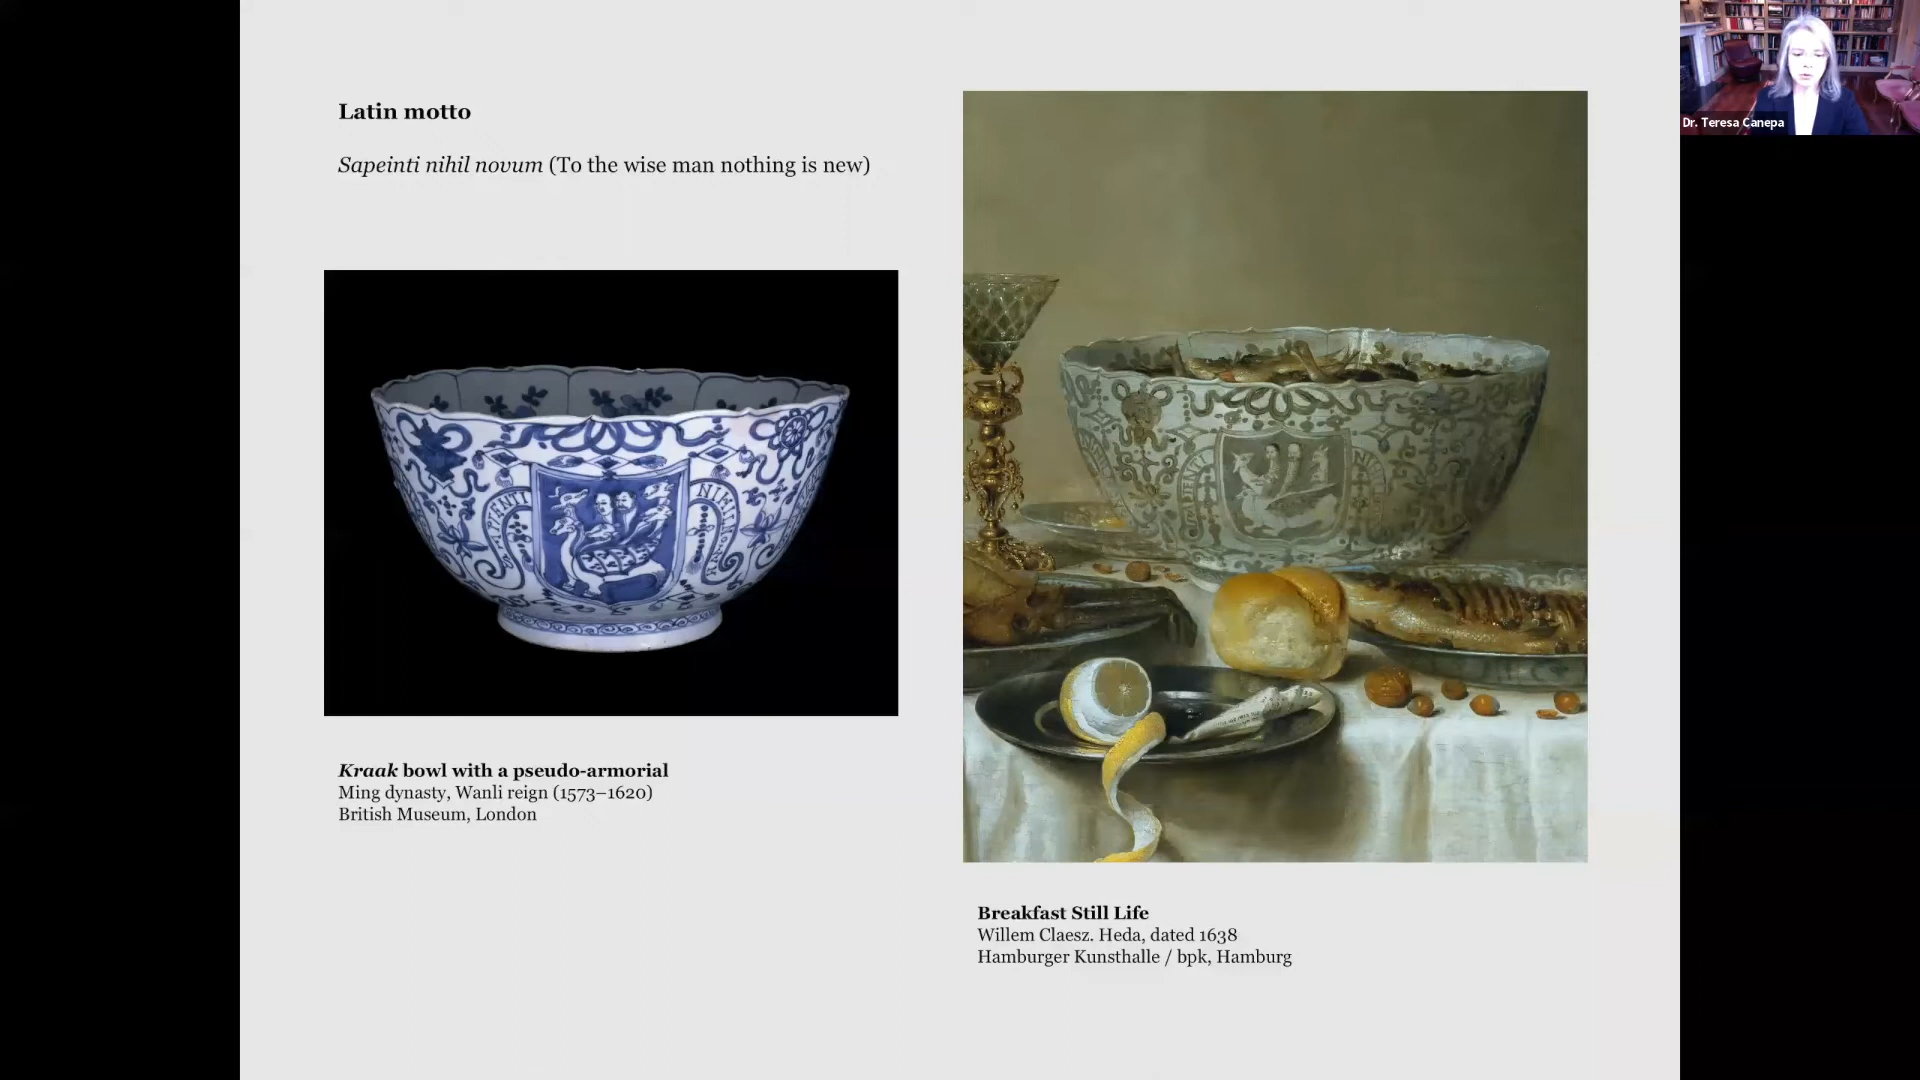 Latin motto
Sapeinti nihil novum (To the wise man nothing is new)
Kraak bowl with a pseudo-armorial
Ming dynasty, Wanli reign (1573–1620)
British Museum, London
Breakfast Still Life
Willem Claesz. Heda, dated 1638
Hamburger Kunsthalle / bpk, Hamburg
Dr. Teresa Canepa